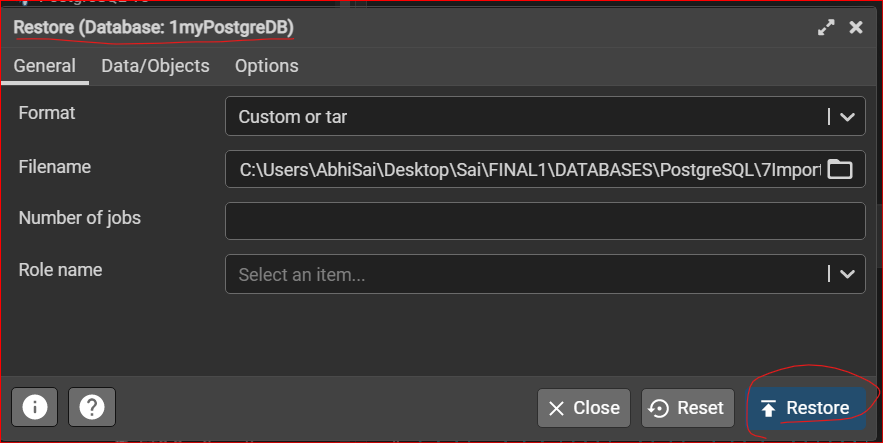 Restore (Database: 1myPostgreDB)
General Data/Objects Options
Format Custom or tar
Filename C:\Users\AbhiSai\Desktop\Sai\FINAL1\DATABASES\PostgreSQL\7Import
Number of jobs
Role name Select an item...
Close Reset Restore